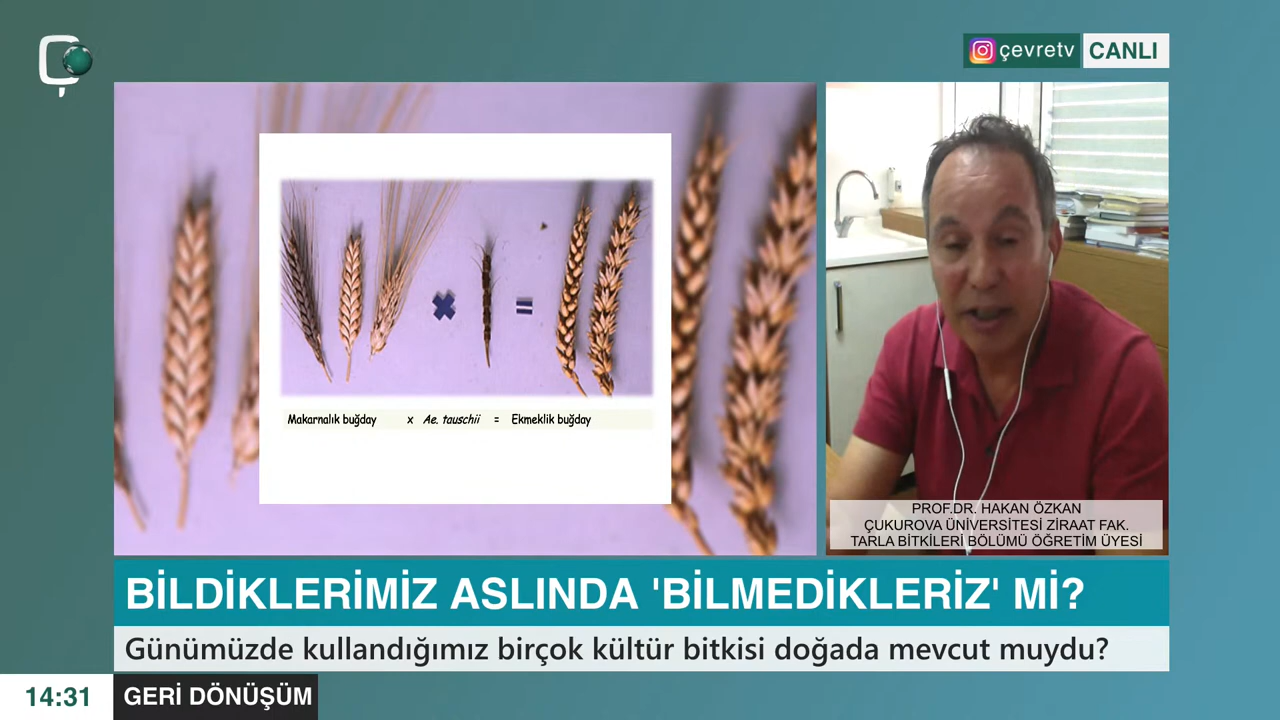 Ç
çevretv CANLI
x =
Makarnalık buğday x Ae. tauschii = Ekmeklik buğday
PROF.DR. HAKAN ÖZKAN
ÇUKUROVA ÜNİVERSİTESİ ZİRAAT FAK.
TARLA BİTKİLERİ BÖLÜMÜ ÖĞRETİM ÜYESİ
BİLDİKLERİMİZ ASLINDA 'BİLMEDİKLERİZ' Mİ?
Günümüzde kullandığımız birçok kültür bitkisi doğada mevcut muydu?
14:31 GERİ DÖNÜŞÜM